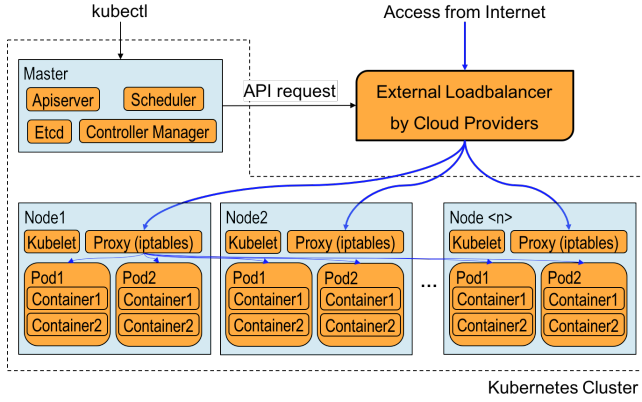 kubectl
Access from Internet
Master
Apiserver
Scheduler
Etcd
Controller Manager
API request
External Loadbalancer
by Cloud Providers
Node1
Kubelet
Proxy (iptables)
Pod1
Container1
Container2
Pod2
Container1
Container2
Node2
Kubelet
Proxy (iptables)
Pod1
Container1
Container2
Pod2
Container1
Container2
...
Node <n>
Kubelet
Proxy (iptables)
Pod1
Container1
Container2
Pod2
Container1
Container2
Kubernetes Cluster